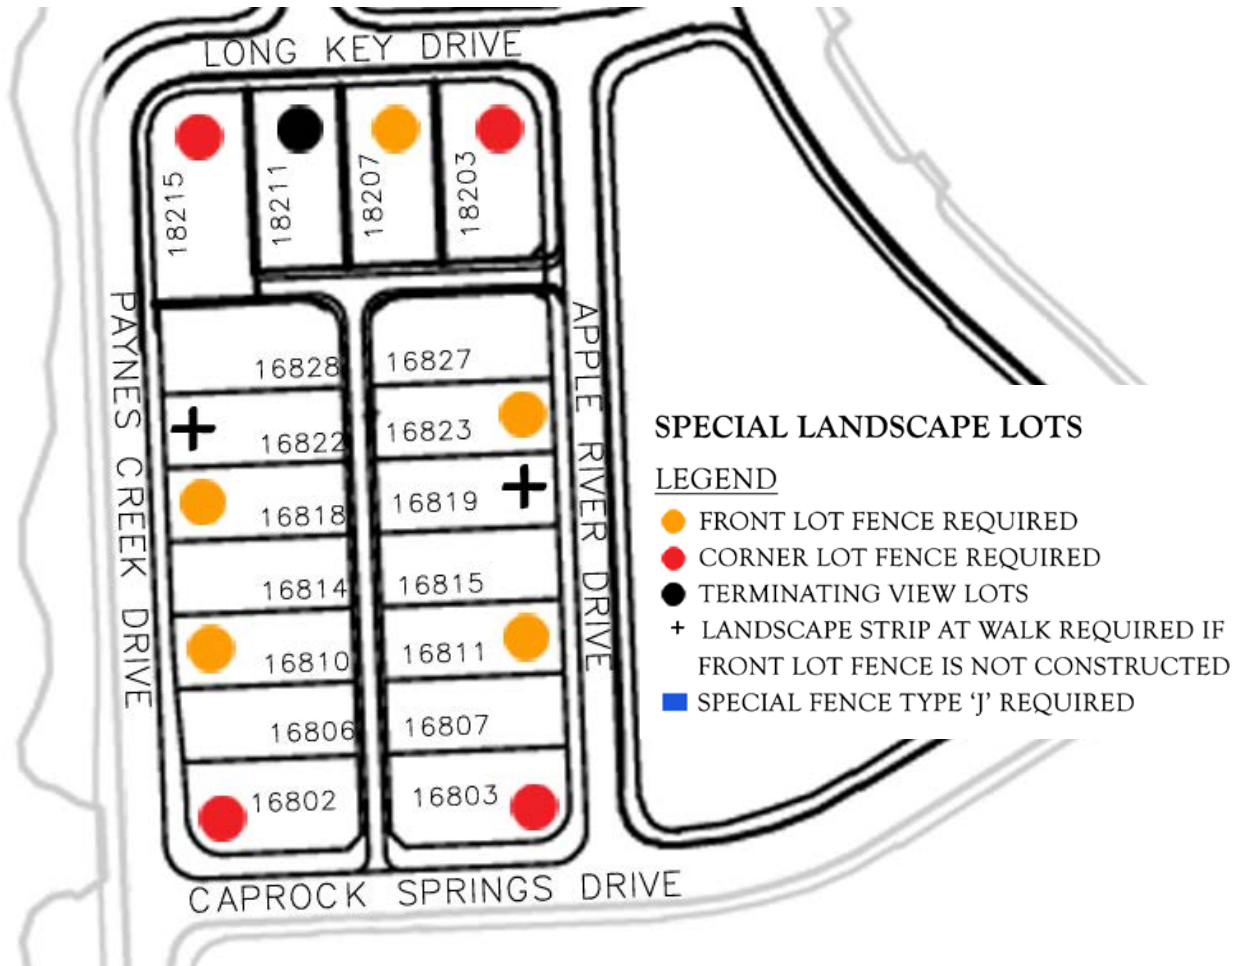 LONG KEY DRIVE
18215
18211
18207
18203
PAYNES CREEK DRIVE
APPLE RIVER DRIVE
16828
16827
16822
16823
16818
16819
16814
16815
16810
16811
16806
16807
16802
16803
CAPROCK SPRINGS DRIVE
SPECIAL LANDSCAPE LOTS
LEGEND
FRONT LOT FENCE REQUIRED
CORNER LOT FENCE REQUIRED
TERMINATING VIEW LOTS
+ LANDSCAPE STRIP AT WALK REQUIRED IF
FRONT LOT FENCE IS NOT CONSTRUCTED
SPECIAL FENCE TYPE ‘J’ REQUIRED